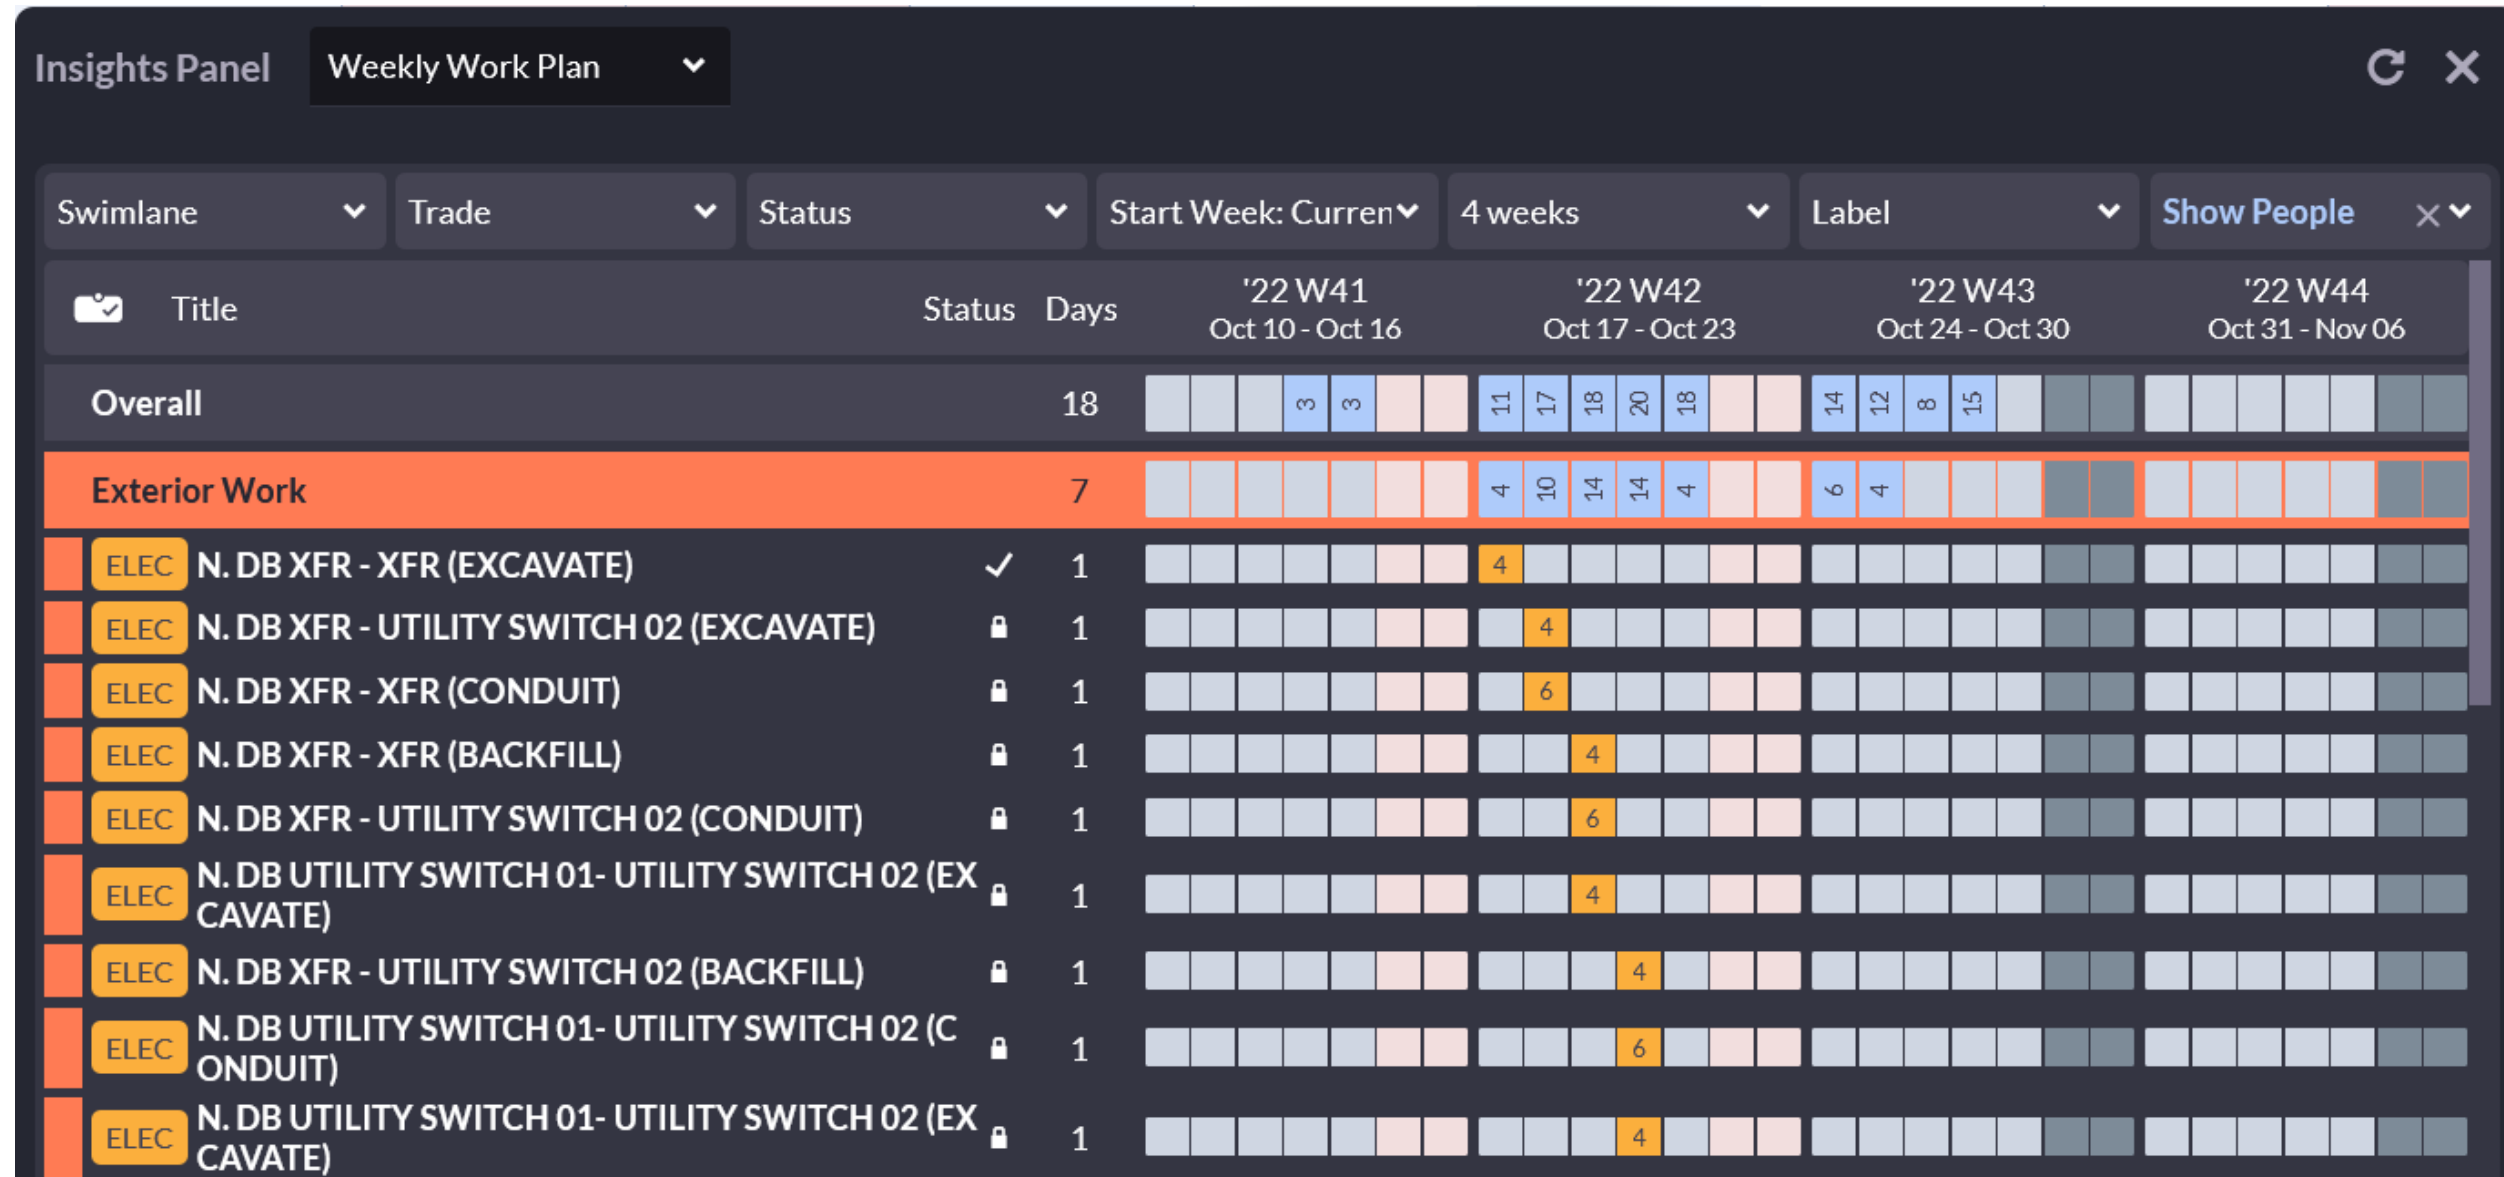 Insights Panel Weekly Work Plan
Swimlane Trade Status Start Week: Curren 4 weeks Label Show People
Title Status Days '22 W41 '22 W42 '22 W43 '22 W44
Oct 10 - Oct 16 Oct 17 - Oct 23 Oct 24 - Oct 30 Oct 31 - Nov 06
Overall 18 3 3 11 17 18 20 18 14 12 8 15
Exterior Work 7 4 10 14 14 4 6 4
ELEC N. DB XFR - XFR (EXCAVATE) 1 4
ELEC N. DB XFR - UTILITY SWITCH 02 (EXCAVATE) 1 4
ELEC N. DB XFR - XFR (CONDUIT) 1 6
ELEC N. DB XFR - XFR (BACKFILL) 1 4
ELEC N. DB XFR - UTILITY SWITCH 02 (CONDUIT) 1 6
ELEC N. DB UTILITY SWITCH 01- UTILITY SWITCH 02 (EX
CAVATE) 1 4
ELEC N. DB XFR - UTILITY SWITCH 02 (BACKFILL) 1 4
ELEC N. DB UTILITY SWITCH 01- UTILITY SWITCH 02 (C
ONDUIT) 1 6
ELEC N. DB UTILITY SWITCH 01- UTILITY SWITCH 02 (EX
CAVATE) 1 4